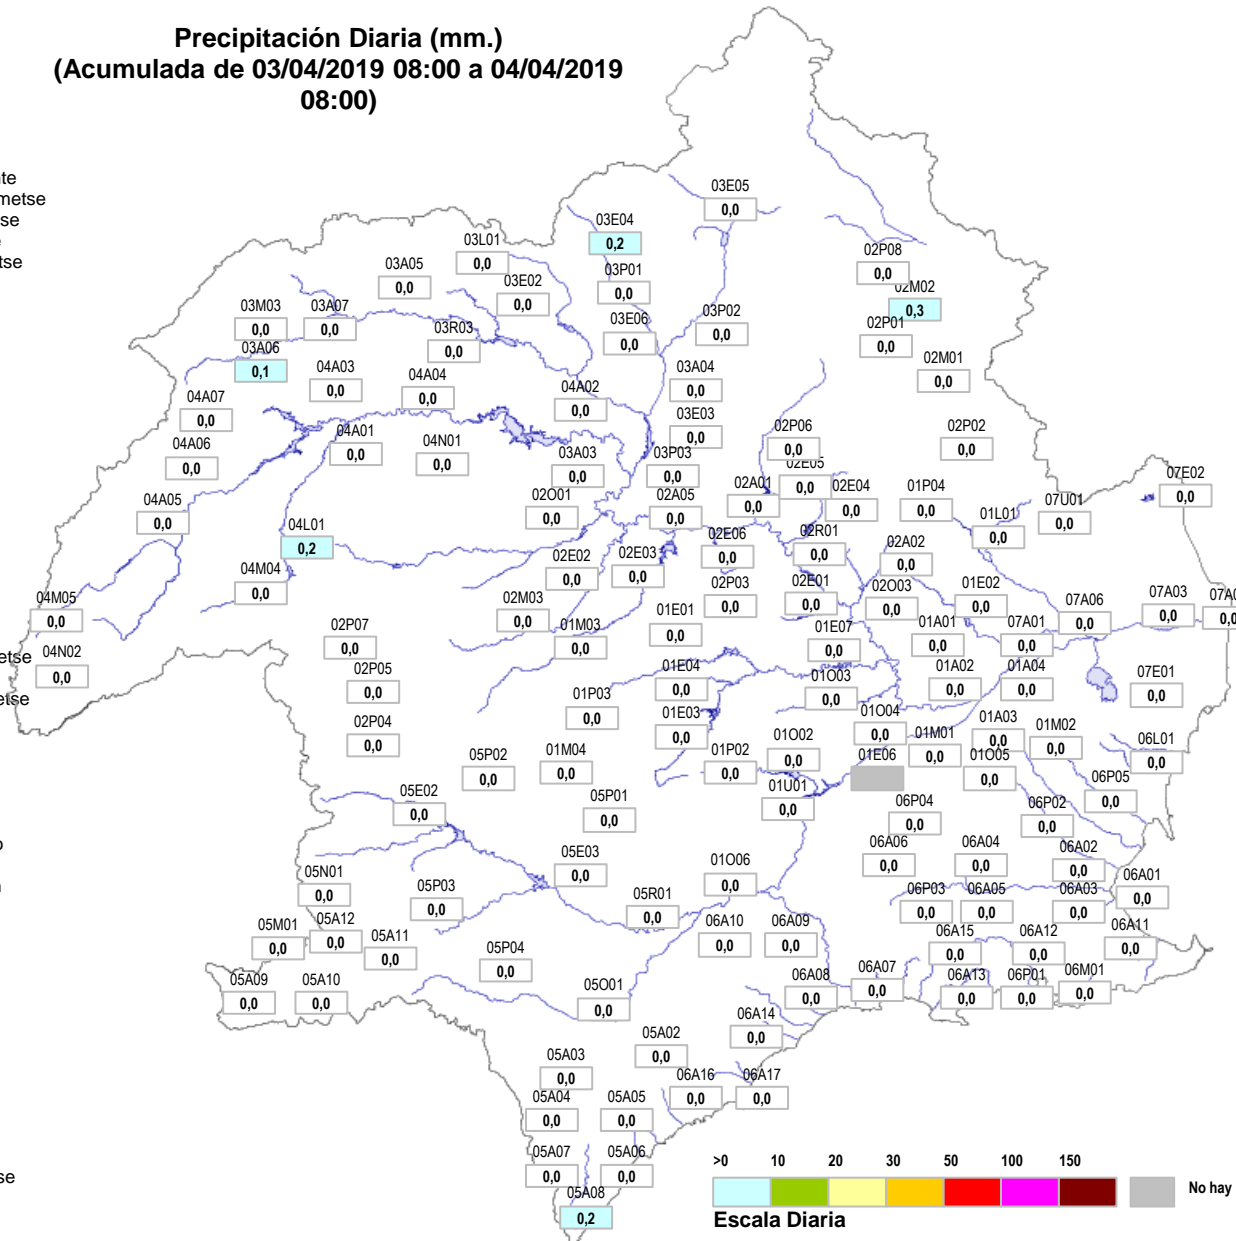 Precipitación Diaria (mm.)
(Acumulada de 03/04/2019 08:00 a 04/04/2019
08:00)
nte
metse
se
e
tse
etse
etse
o
n
se
03E05
0,0
03E04
0,2
03L01
0,0
03A05
0,0
03E02
0,0
03P01
0,0
02P08
0,0
02M02
0,3
03M03
0,0
03A07
0,0
03R03
0,0
03E06
0,0
03P02
0,0
02P01
0,0
03A06
0,1
04A03
0,0
04A04
0,0
04A02
0,0
03A04
0,0
02M01
0,0
04A07
0,0
03E03
0,0
04A06
0,0
04A01
0,0
04N01
0,0
03A03
0,0
03P03
0,0
02P06
0,0
02P02
0,0
02E05
0,0
07E02
0,0
04A05
0,0
02O01
0,0
02A05
0,0
02A01
0,0
02E04
0,0
01P04
0,0
01L01
0,0
07U01
0,0
04L01
0,2
02E02
0,0
02E03
0,0
02E06
0,0
02R01
0,0
02A02
0,0
04M04
0,0
04M05
0,0
02M03
0,0
02P03
0,0
02E01
0,0
02O03
0,0
01E02
0,0
07A06
0,0
07A03
0,0
07A0
0,0
04N02
0,0
02P07
0,0
01M03
0,0
01E01
0,0
01E07
0,0
01A01
0,0
07A01
0,0
02P05
0,0
01E04
0,0
01O03
0,0
01A02
0,0
01A04
0,0
07E01
0,0
02P04
0,0
01P03
0,0
01E03
0,0
01O04
0,0
01A03
0,0
01M02
0,0
05P02
0,0
01M04
0,0
01P02
0,0
01O02
0,0
01E06
01M01
0,0
01O05
0,0
06L01
0,0
05E02
0,0
05P01
0,0
01U01
0,0
06P04
0,0
06P02
0,0
06P05
0,0
05E03
0,0
01O06
0,0
06A06
0,0
06A04
0,0
06A02
0,0
05N01
0,0
05P03
0,0
05R01
0,0
06P03
0,0
06A05
0,0
06A03
0,0
06A01
0,0
05M01
0,0
05A12
0,0
05A11
0,0
05P04
0,0
06A10
0,0
06A09
0,0
06A15
0,0
06A12
0,0
06A11
0,0
05A09
0,0
05A10
0,0
05O01
0,0
06A08
0,0
06A07
0,0
06A13
0,0
06P01
0,0
06M01
0,0
05A02
0,0
06A14
0,0
05A03
0,0
06A16
0,0
06A17
0,0
05A04
0,0
05A05
0,0
05A07
0,0
05A06
0,0
05A08
0,2
>0 10 20 30 50 100 150
No hay
Escala Diaria